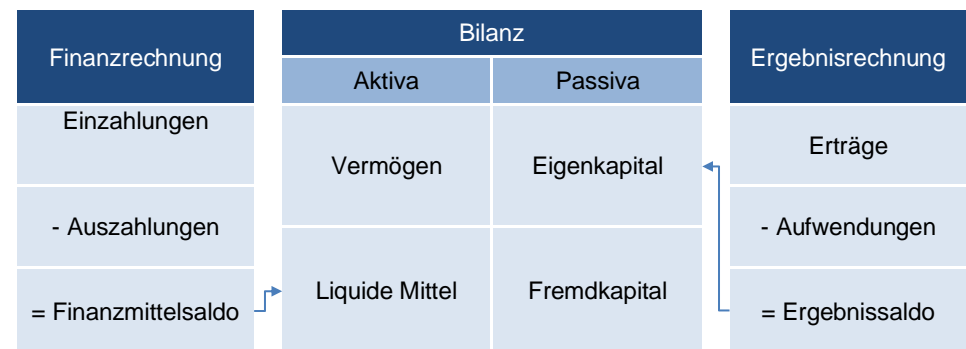 Finanzrechnung
Einzahlungen
- Auszahlungen
= Finanzmittelsaldo
Bilanz
Aktiva
Passiva
Vermögen
Eigenkapital
Liquide Mittel
Fremdkapital
Ergebnisrechnung
Erträge
- Aufwendungen
= Ergebnissaldo